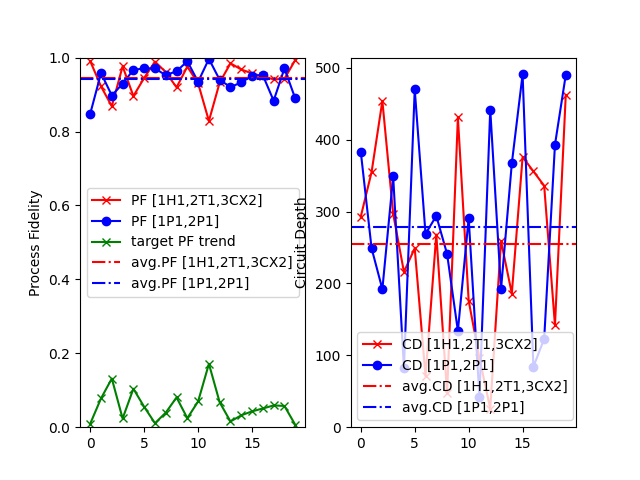 1.0
0.8
0.6
0.4
0.2
0.0
Process Fidelity
PF [1H1,2T1,3CX2]
PF [1P1,2P1]
target PF trend
avg.PF [1H1,2T1,3CX2]
avg.PF [1P1,2P1]
0 5 10 15
500
400
300
200
100
0
Circuit Depth
CD [1H1,2T1,3CX2]
CD [1P1,2P1]
avg.CD [1H1,2T1,3CX2]
avg.CD [1P1,2P1]
0 5 10 15